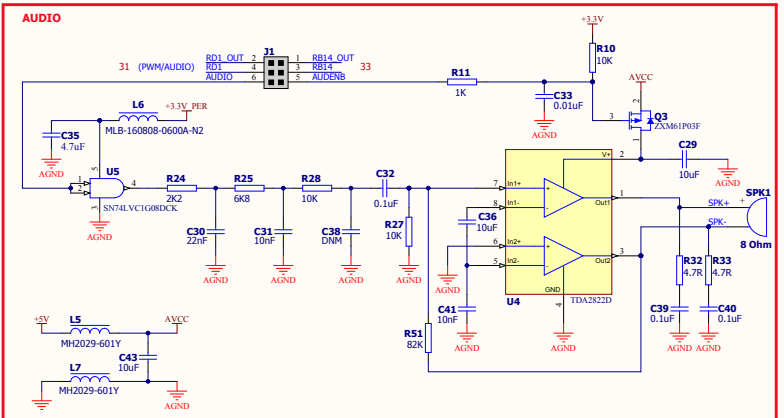 AUDIO
+3.3V
J1
RD1_OUT 2 1 RB14_OUT
31 (PWM/AUDIO) RD1 4 3 RB14 33
AUDIO 6 5 AUDENB
R10
10K
R11
1K
AVCC
L6
+3.3V_PER
MLB-160808-0600A-N2
C33
0.01uF
AGND
2
3
Q3
ZXM61P03F
1
C35
4.7uF
AGND
5
U5
1
2
4
3
SN74LVC1G08DCK
AGND
R24
2K2
R25
6K8
R28
10K
C32
0.1uF
C30
22nF
AGND
C31
10nF
AGND
C38
DNM
AGND
R27
10K
AGND
C29
10uF
AGND
V+ 2
7 In1+
8 In1-
Out1 1
6 In2+
5 In2-
Out2 3
GND
4
U4
TDA2822D
AGND
C36
10uF
AGND
C41
10nF
AGND
SPK1
SPK+ +
SPK-
8 Ohm
R32
4.7R
R33
4.7R
C39
0.1uF
C40
0.1uF
AGND AGND
R51
82K
+5V
L5
MH2029-601Y
AVCC
C43
10uF
L7
MH2029-601Y
AGND